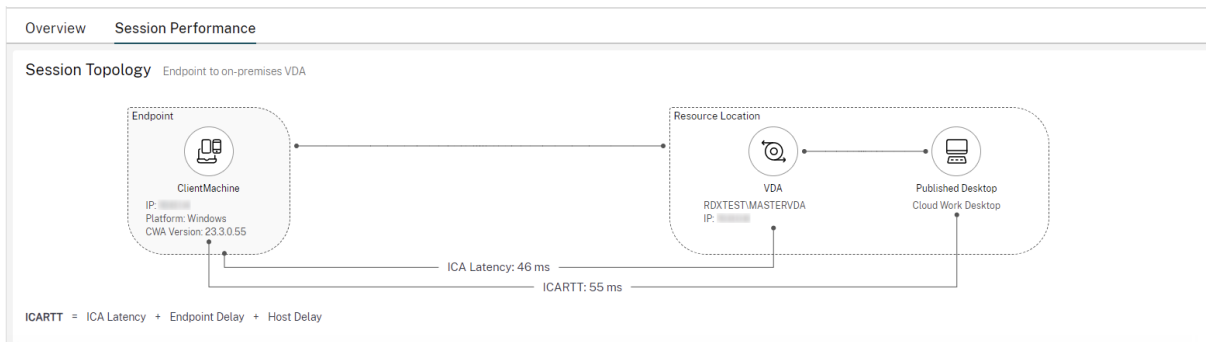 Overview Session Performance
Session Topology Endpoint to on-premises VDA
Endpoint
Resource Location
ClientMachine
IP:
Platform: Windows
CWA Version: 23.3.0.55
VDA
RDXTEST\MASTERVDA
IP:
Published Desktop
Cloud Work Desktop
ICA Latency: 46 ms
ICARTT: 55 ms
ICARTT = ICA Latency + Endpoint Delay + Host Delay